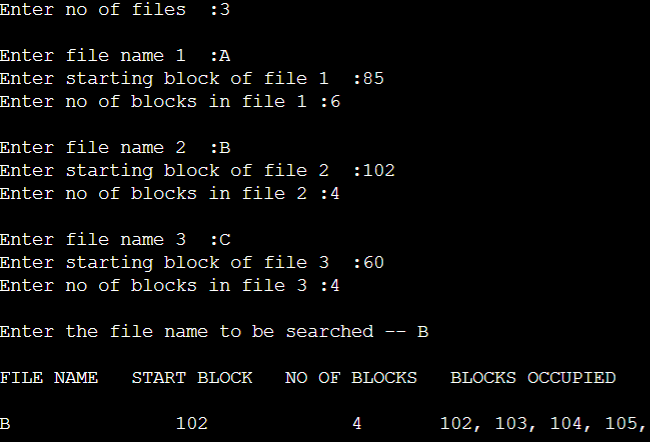 Enter no of files  :3
Enter file name 1  :A
Enter starting block of file 1  :85
Enter no of blocks in file 1 :6
Enter file name 2  :B
Enter starting block of file 2  :102
Enter no of blocks in file 2 :4
Enter file name 3  :C
Enter starting block of file 3  :60
Enter no of blocks in file 3 :4
Enter the file name to be searched -- B
FILE NAME   START BLOCK   NO OF BLOCKS   BLOCKS OCCUPIED
B               102             4       102, 103, 104, 105,